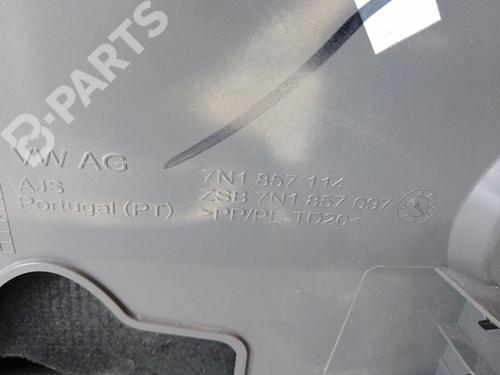 B-PARTS
VW AG
AJS
Portugal (PT)
7N1 857 114
ZSB 7N1 857 097
>PP/PE-TD20<